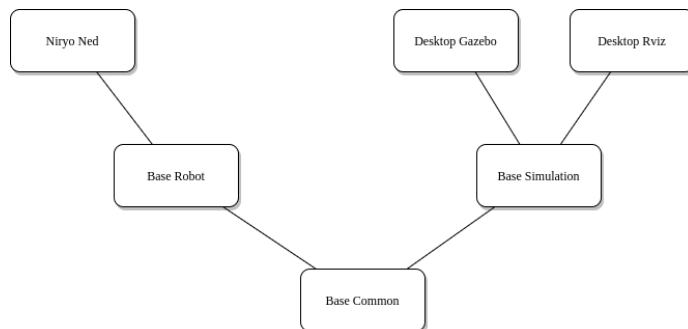 Niryo Ned
Desktop Gazebo
Desktop Rviz
Base Robot
Base Simulation
Base Common